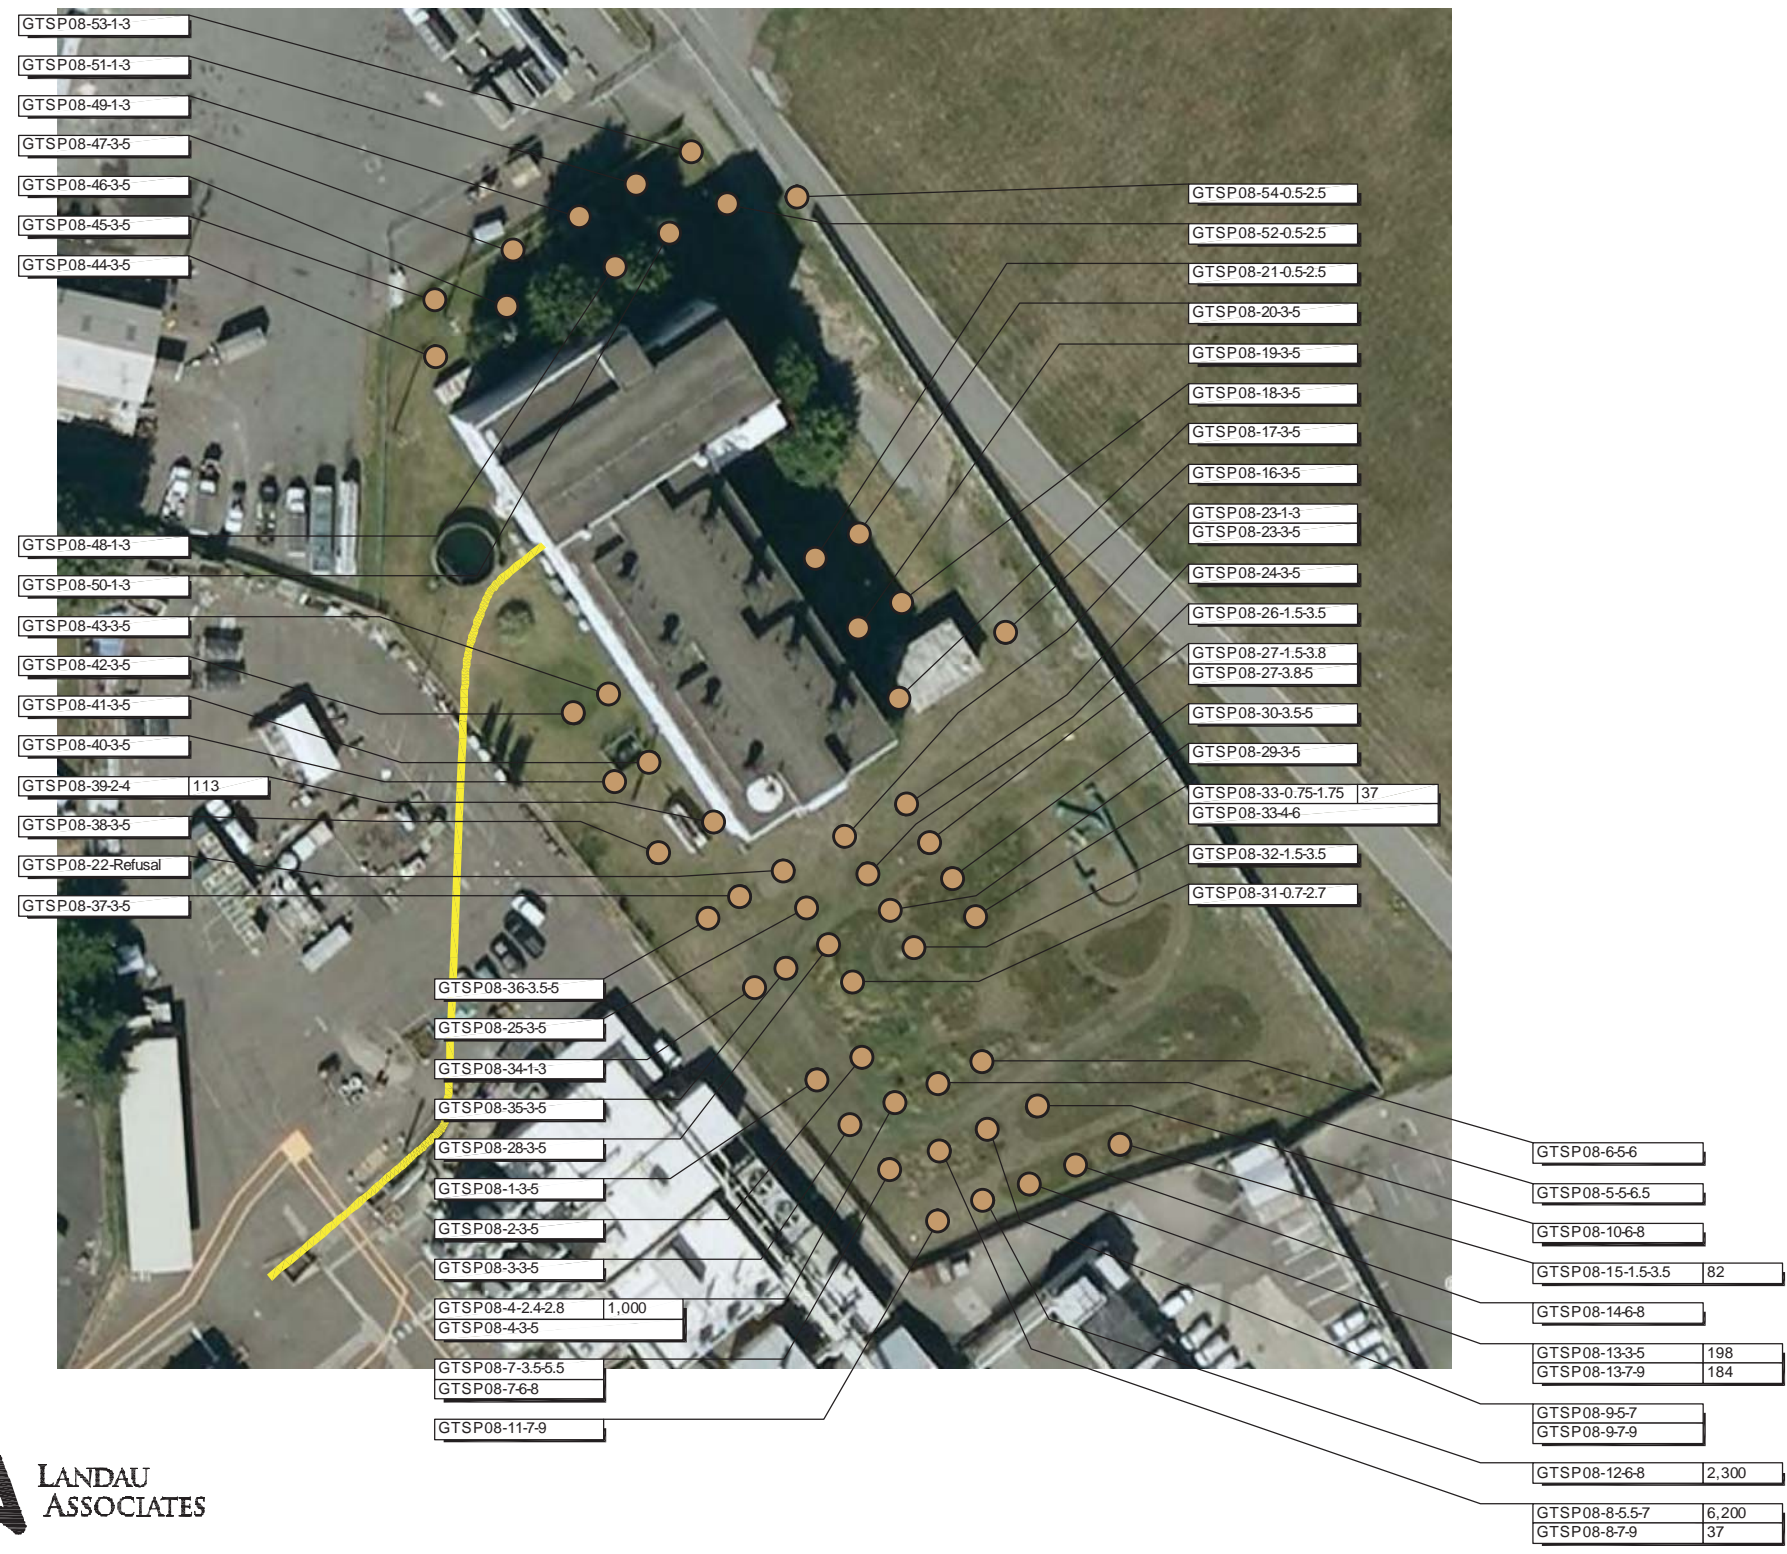 GTSP08-53-1-3
GTSP08-51-1-3
GTSP08-49-1-3
GTSP08-47-3-5
GTSP08-46-3-5
GTSP08-45-3-5
GTSP08-44-3-5
GTSP08-48-1-3
GTSP08-50-1-3
GTSP08-43-3-5
GTSP08-42-3-5
GTSP08-41-3-5
GTSP08-40-3-5
GTSP08-39-2-4 113
GTSP08-38-3-5
GTSP08-22-Refusal
GTSP08-37-3-5
GTSP08-36-3.5-5
GTSP08-25-3-5
GTSP08-34-1-3
GTSP08-35-3-5
GTSP08-28-3-5
GTSP08-1-3-5
GTSP08-2-3-5
GTSP08-3-3-5
GTSP08-4-2.4-2.8 1,000
GTSP08-4-3-5
GTSP08-7-3.5-5.5
GTSP08-7-6-8
GTSP08-11-7-9
GTSP08-54-0.5-2.5
GTSP08-52-0.5-2.5
GTSP08-21-0.5-2.5
GTSP08-20-3-5
GTSP08-19-3-5
GTSP08-18-3-5
GTSP08-17-3-5
GTSP08-16-3-5
GTSP08-23-1-3
GTSP08-23-3-5
GTSP08-24-3-5
GTSP08-26-1.5-3.5
GTSP08-27-1.5-3.8
GTSP08-27-3.8-5
GTSP08-30-3.5-5
GTSP08-29-3-5
GTSP08-33-0.75-1.75 37
GTSP08-33-4-6
GTSP08-32-1.5-3.5
GTSP08-31-0.7-2.7
GTSP08-6-5-6
GTSP08-5-5-6.5
GTSP08-10-6-8
GTSP08-15-1.5-3.5 82
GTSP08-14-6-8
GTSP08-13-3-5 198
GTSP08-13-7-9 184
GTSP08-9-5-7
GTSP08-9-7-9
GTSP08-12-6-8 2,300
GTSP08-8-5.5-7 6,200
GTSP08-8-7-9 37
LANDAU
ASSOCIATES